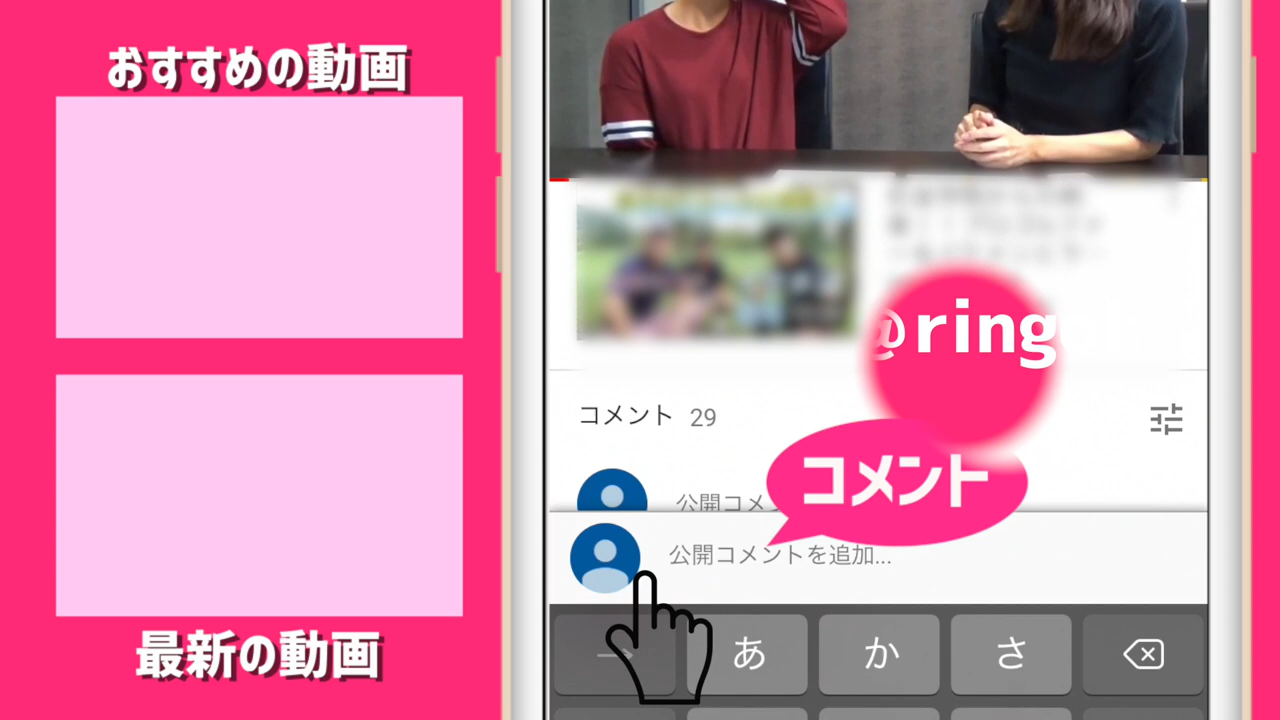 おすすめの動画
最新の動画
@ring
コメント 29
コメント
公開コメ
公開コメントを追加...
あ
か
さ